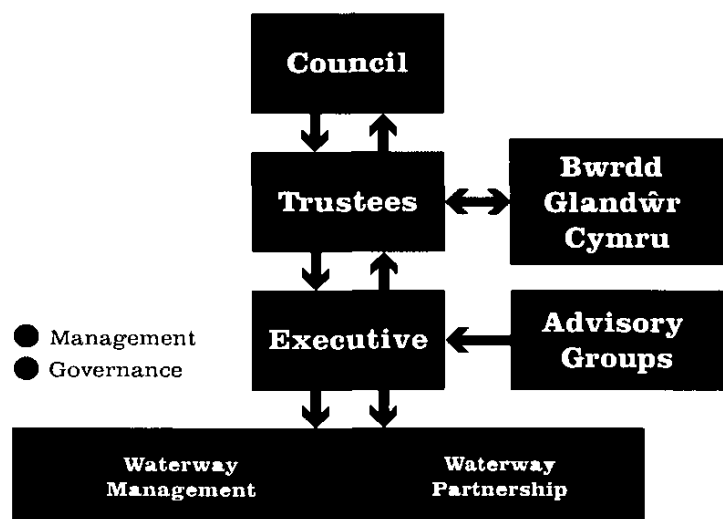 Council
Trustees
Bwrdd
Glandŵr
Cymru
Executive
Advisory
Groups
Management
Governance
Waterway
Management
Waterway
Partnership